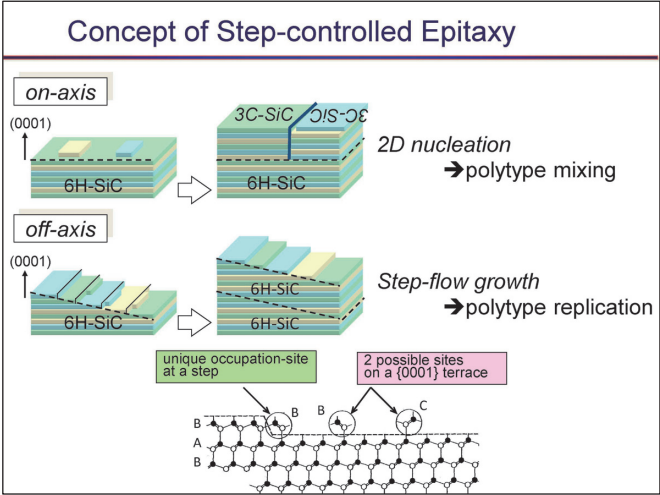 Concept of Step-controlled Epitaxy
on-axis
(0001)
6H-SiC
3C-SiC
3C-SiC
2D nucleation
➔polytype mixing
off-axis
(0001)
6H-SiC
6H-SiC
6H-SiC
Step-flow growth
➔polytype replication
unique occupation-site
at a step
2 possible sites
on a {0001} terrace
B
A
B
B
B
C